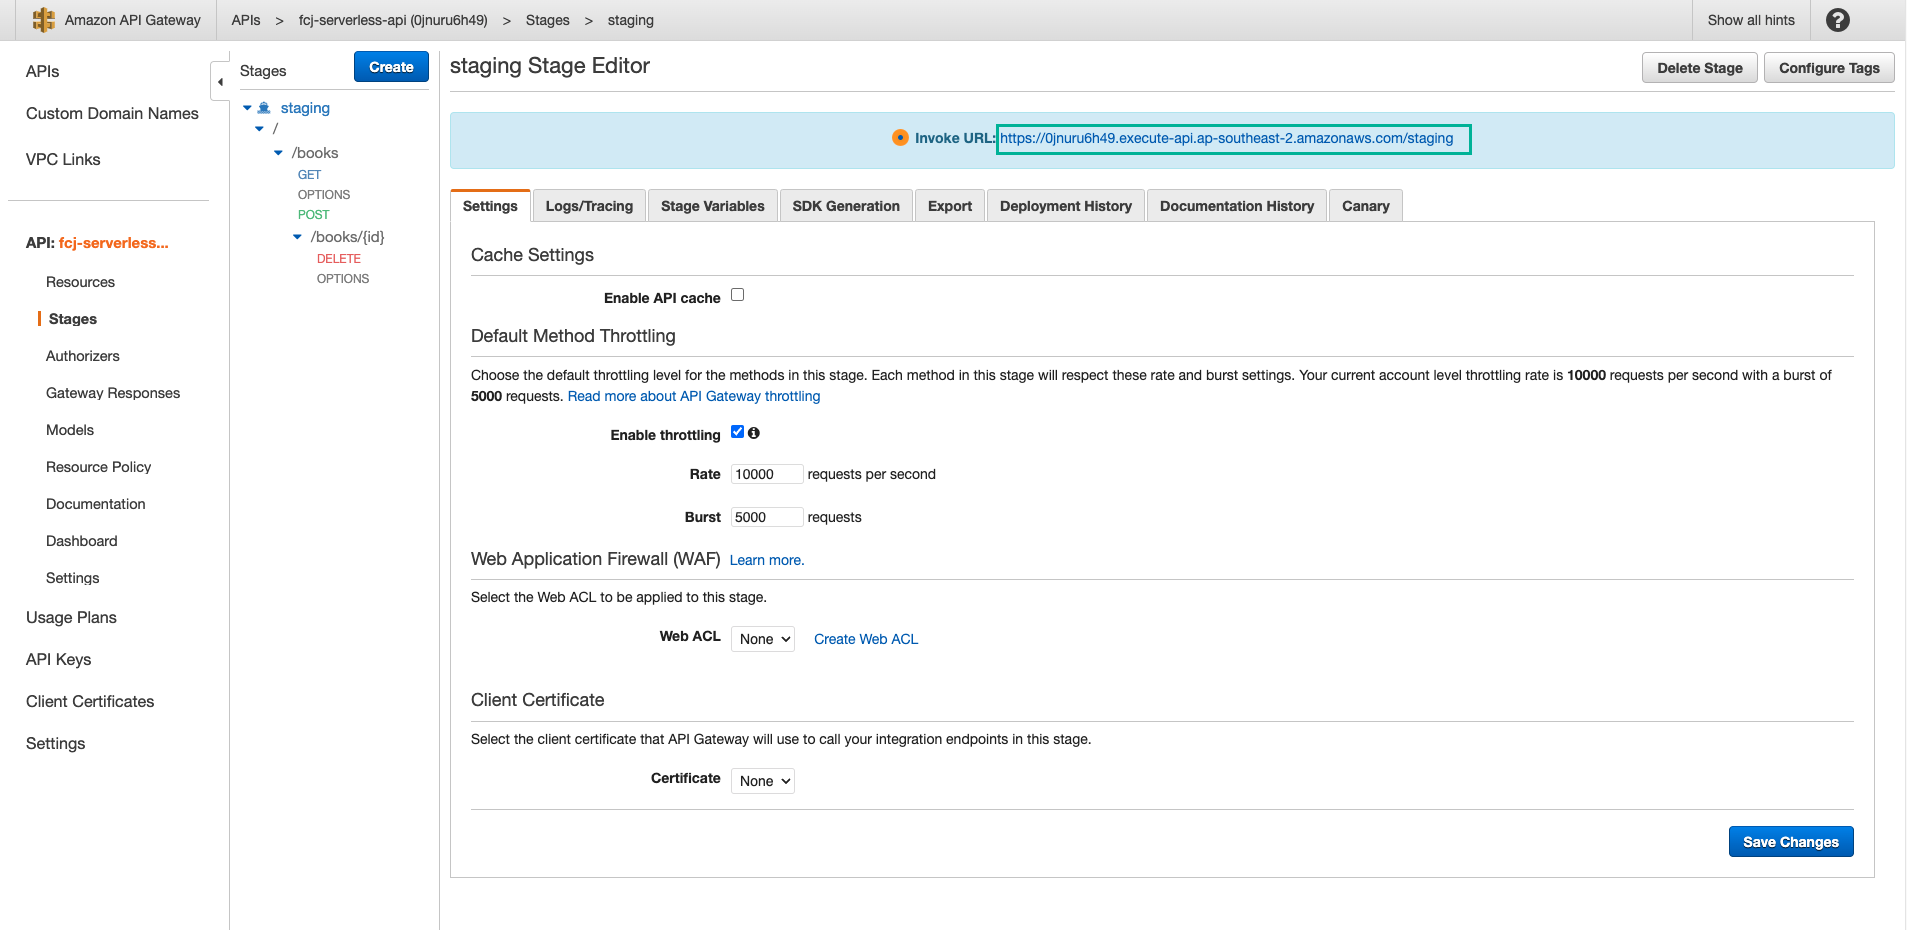 Amazon API Gateway
APIs > fcj-serverless-api (0jnuru6h49) > Stages > staging
Show all hints
?
APIs
Custom Domain Names
VPC Links
API: fcj-serverless...
Resources
Stages
Authorizers
Gateway Responses
Models
Resource Policy
Documentation
Dashboard
Settings
Usage Plans
API Keys
Client Certificates
Settings
Stages
Create
staging
/
/books
GET
OPTIONS
POST
/books/{id}
DELETE
OPTIONS
staging Stage Editor
Delete Stage
Configure Tags
Invoke URL: https://0jnuru6h49.execute-api.ap-southeast-2.amazonaws.com/staging
Settings
Logs/Tracing
Stage Variables
SDK Generation
Export
Deployment History
Documentation History
Canary
Cache Settings
Enable API cache
Default Method Throttling
Choose the default throttling level for the methods in this stage. Each method in this stage will respect these rate and burst settings. Your current account level throttling rate is 10000 requests per second with a burst of
5000 requests. Read more about API Gateway throttling
Enable throttling
Rate 10000 requests per second
Burst 5000 requests
Web Application Firewall (WAF) Learn more.
Select the Web ACL to be applied to this stage.
Web ACL None Create Web ACL
Client Certificate
Select the client certificate that API Gateway will use to call your integration endpoints in this stage.
Certificate None
Save Changes